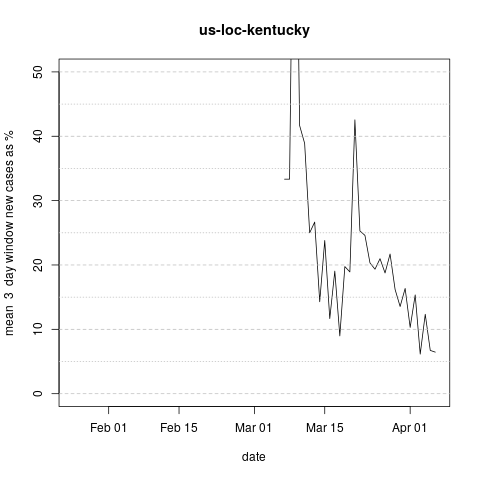 us-loc-kentucky
mean 3 day window new cases as %
50
40
30
20
10
0
Feb 01
Feb 15
Mar 01
Mar 15
Apr 01
date